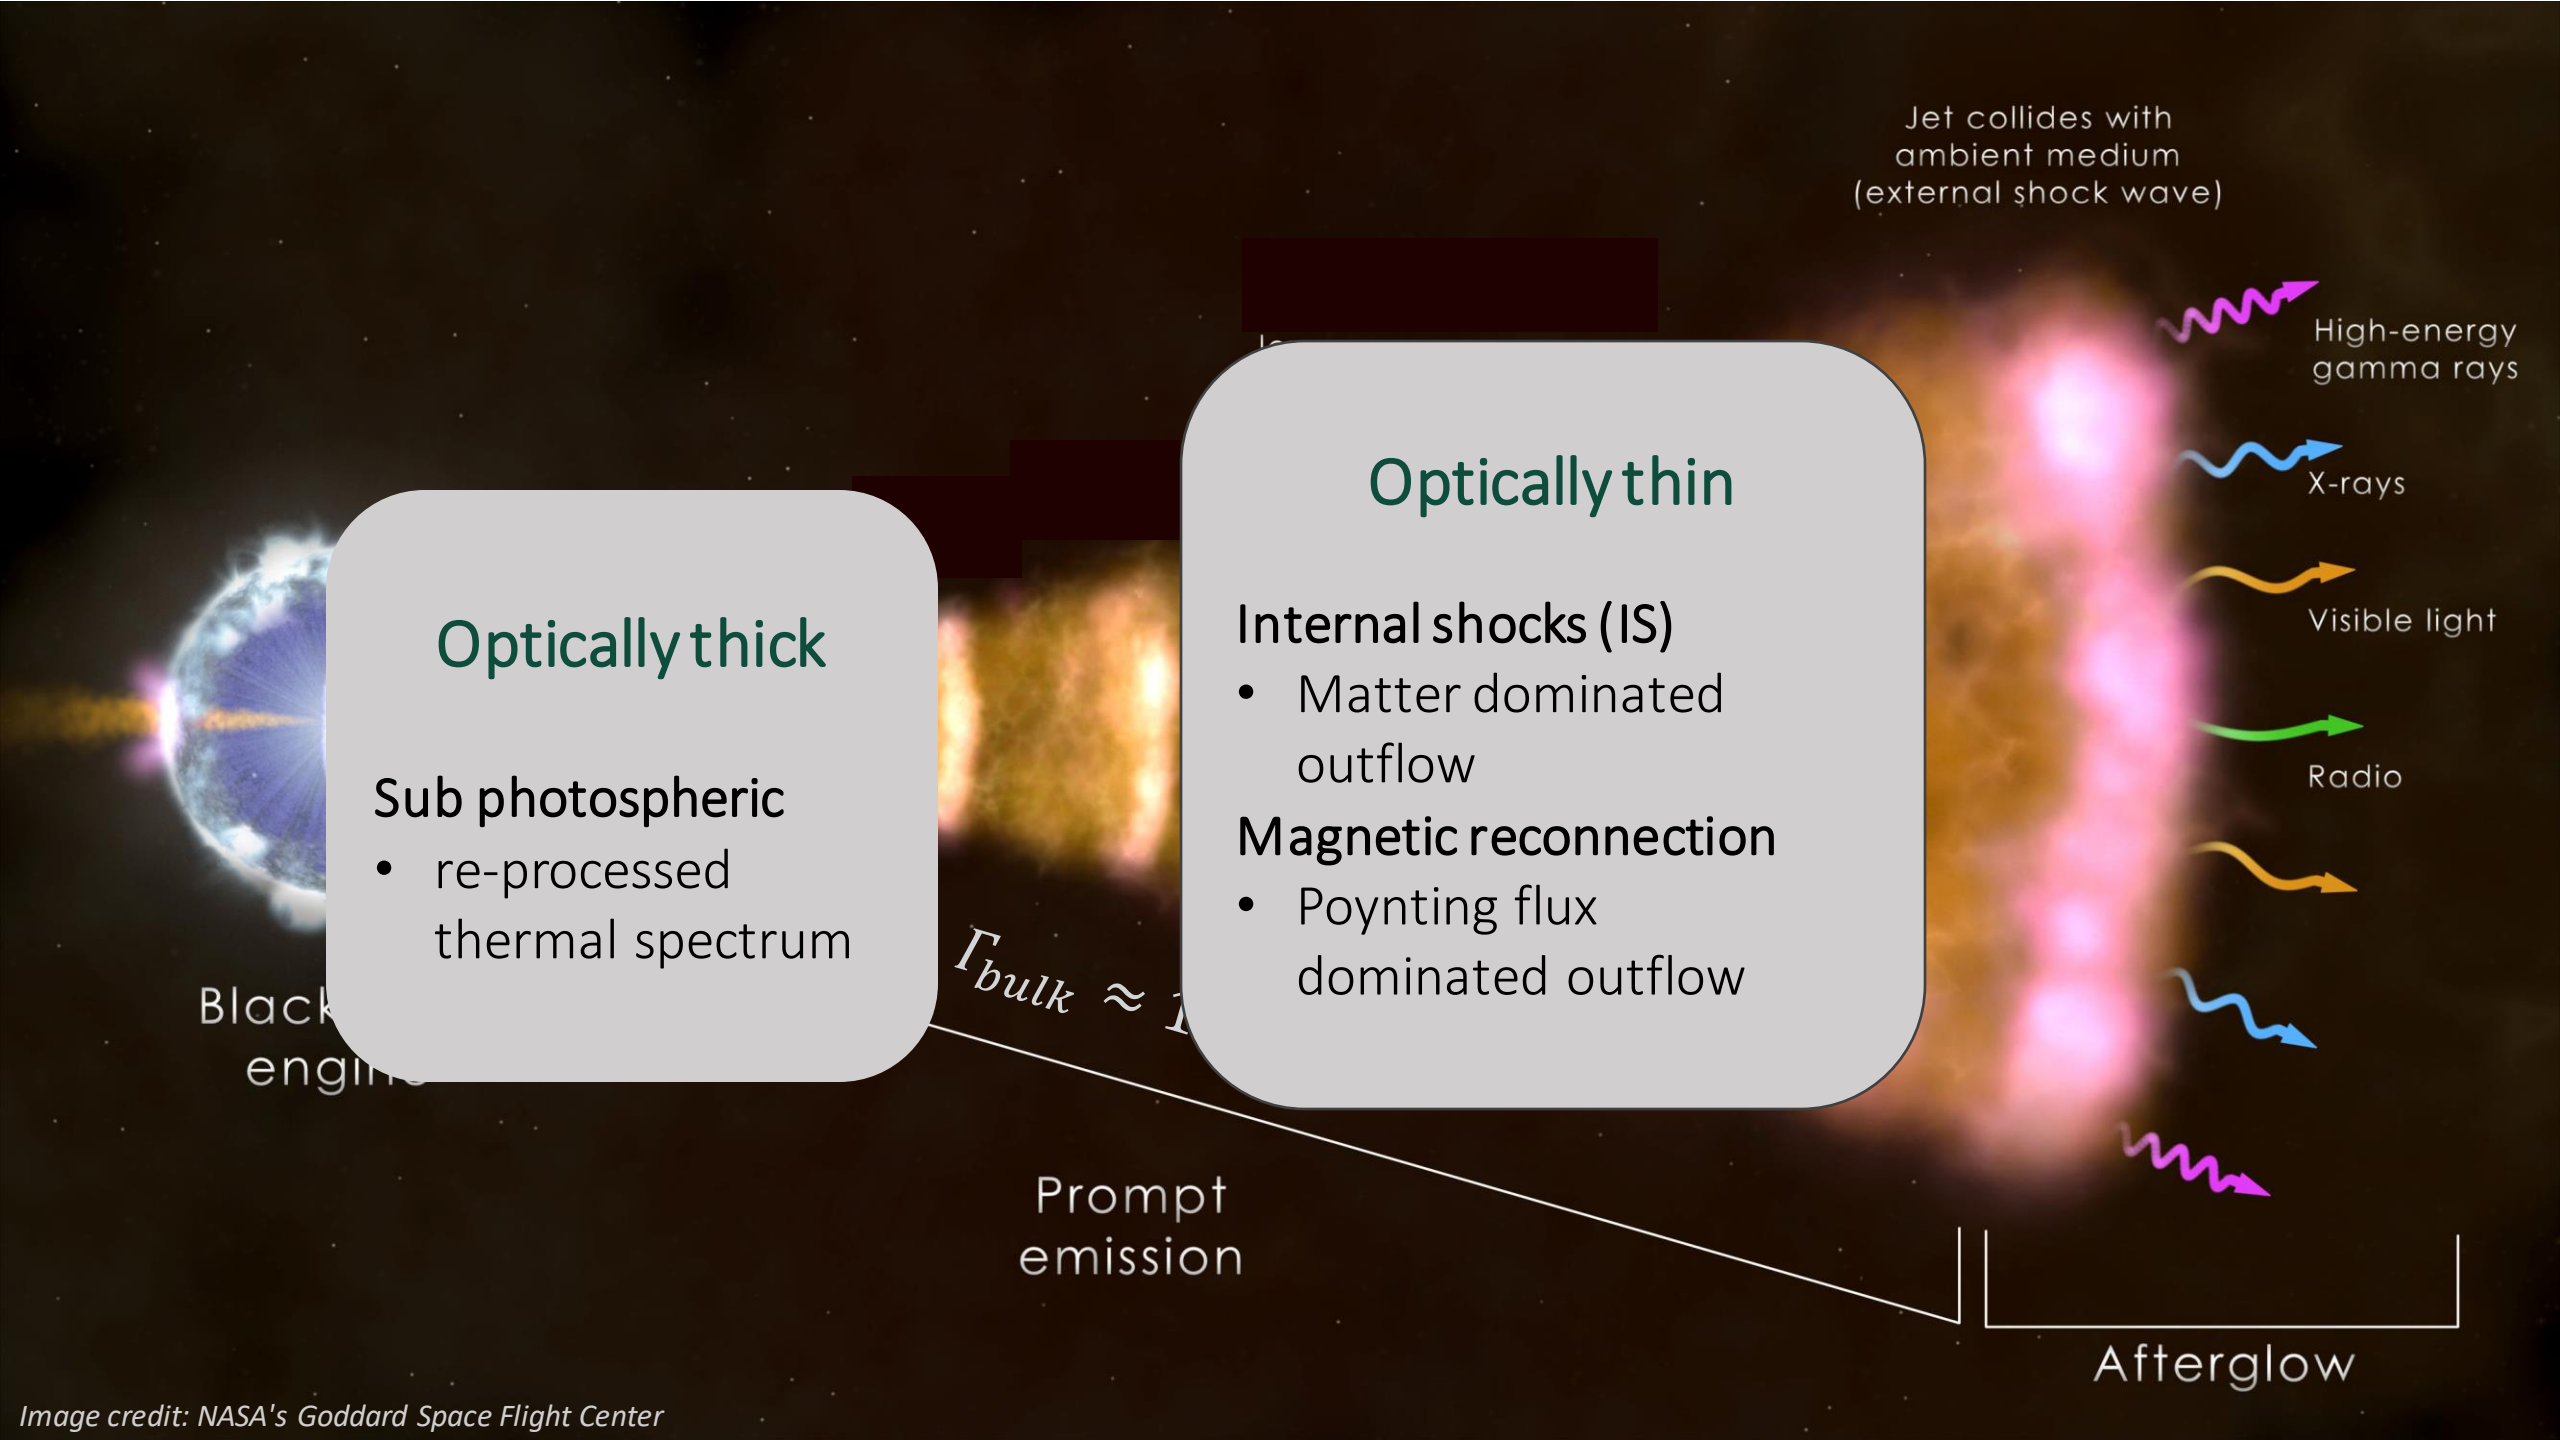 Jet collides with
ambient medium
(external shock wave)
High-energy
gamma rays
X-rays
Visible light
Radio
Optically thick
Sub photospheric
• re-processed
thermal spectrum
Optically thin
Internal shocks (IS)
• Matter dominated
outflow
Magnetic reconnection
• Poynting flux
dominated outflow
Γbulk ≈
Black
Prompt
emission
Afterglow
Image credit: NASA's Goddard Space Flight Center